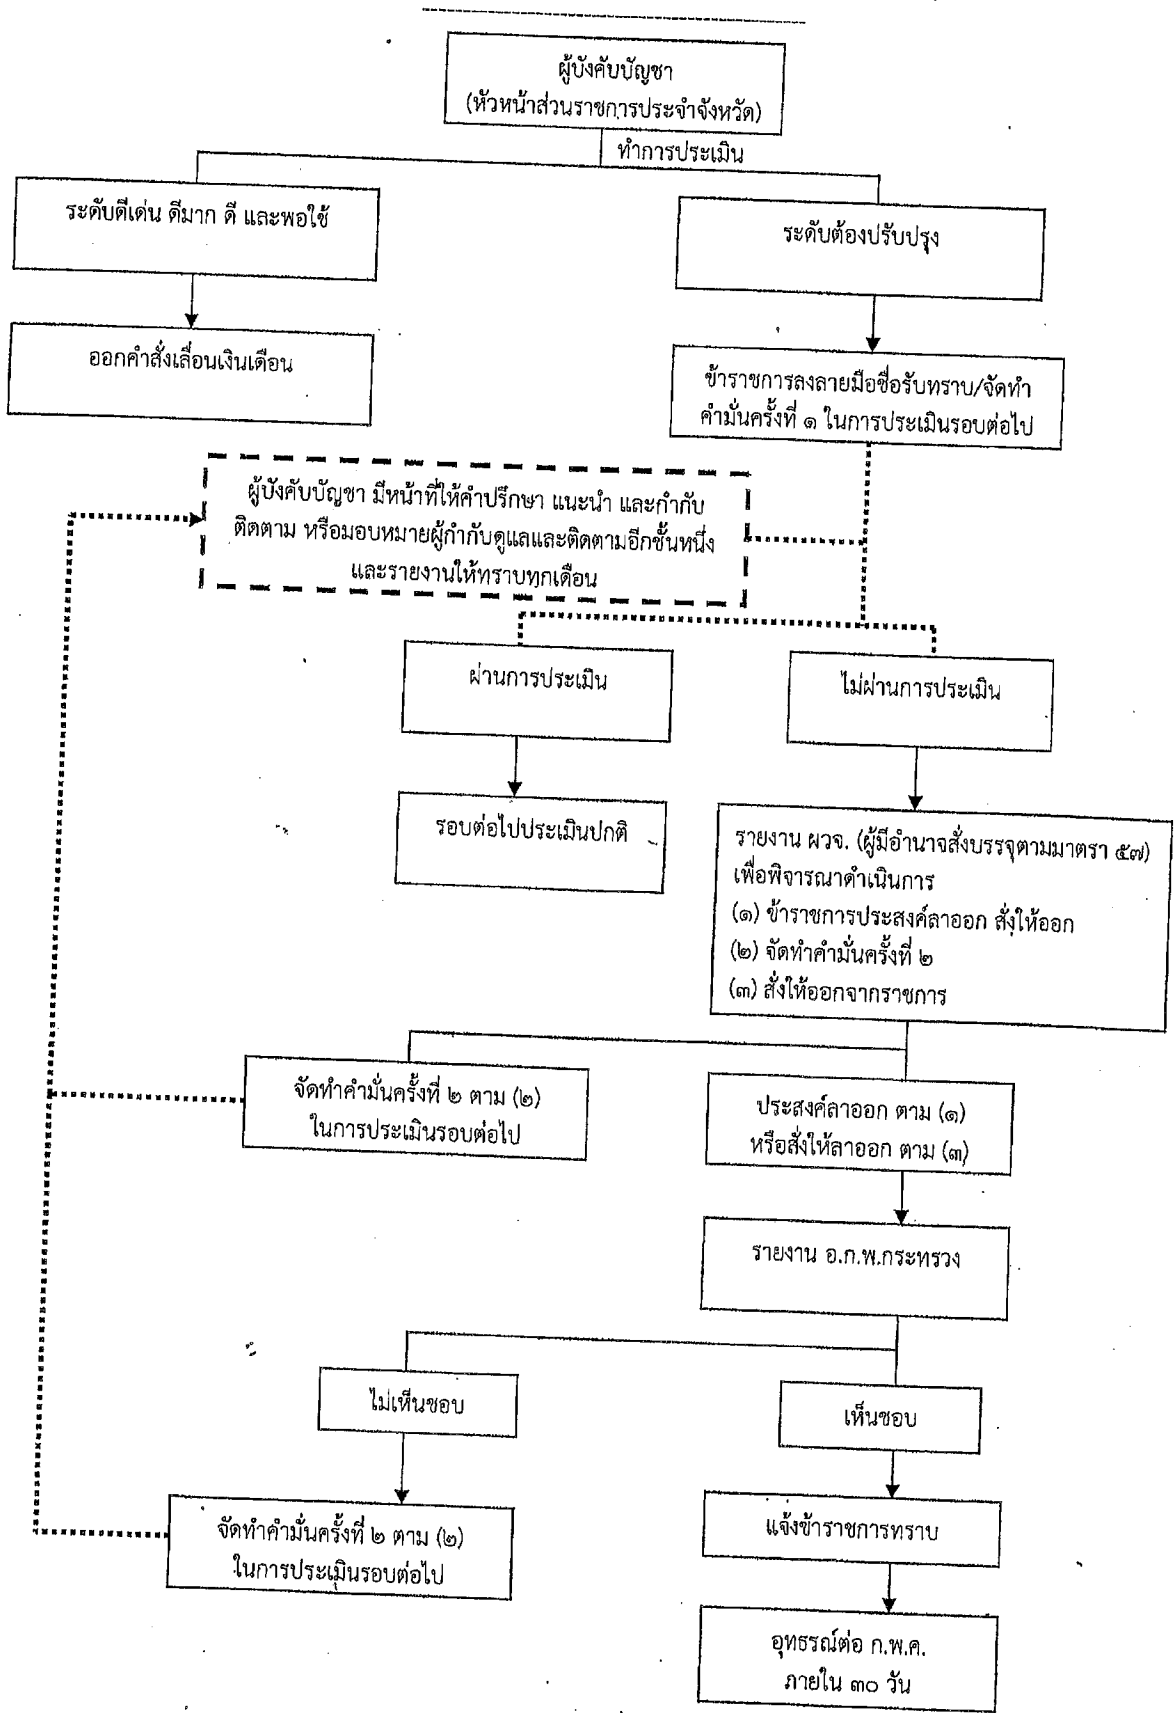 ผู้บังคับบัญชา
(หัวหน้าส่วนราชการประจำจังหวัด)
ทำการประเมิน
ระดับดีเด่น ดีมาก ดี และพอใช้
ระดับต้องปรับปรุง
ออกคำสั่งเลื่อนเงินเดือน
ข้าราชการลงลายมือชื่อรับทราบ/จัดทำ
คำมั่นครั้งที่ ๑ ในการประเมินรอบต่อไป
ผู้บังคับบัญชา มีหน้าที่ให้คำปรึกษา แนะนำ และกำกับ
ติดตาม หรือมอบหมายผู้กำกับดูแลและติดตามอีกชั้นหนึ่ง
และรายงานให้ทราบทุกเดือน
ผ่านการประเมิน
ไม่ผ่านการประเมิน
รอบต่อไปประเมินปกติ
รายงาน ผวจ. (ผู้มีอำนาจสั่งบรรจุตามมาตรา ๕๗)
เพื่อพิจารณาดำเนินการ
(๑) ข้าราชการประสงค์ลาออก สั่งให้ออก
(๒) จัดทำคำมั่นครั้งที่ ๒
(๓) สั่งให้ออกจากราชการ
จัดทำคำมั่นครั้งที่ ๒ ตาม (๒)
ในการประเมินรอบต่อไป
ประสงค์ลาออก ตาม (๑)
หรือสั่งให้ลาออก ตาม (๓)
รายงาน อ.ก.พ.กระทรวง
ไม่เห็นชอบ
เห็นชอบ
จัดทำคำมั่นครั้งที่ ๒ ตาม (๒)
ในการประเมินรอบต่อไป
แจ้งข้าราชการทราบ
อุทธรณ์ต่อ ก.พ.ค.
ภายใน ๓๐ วัน